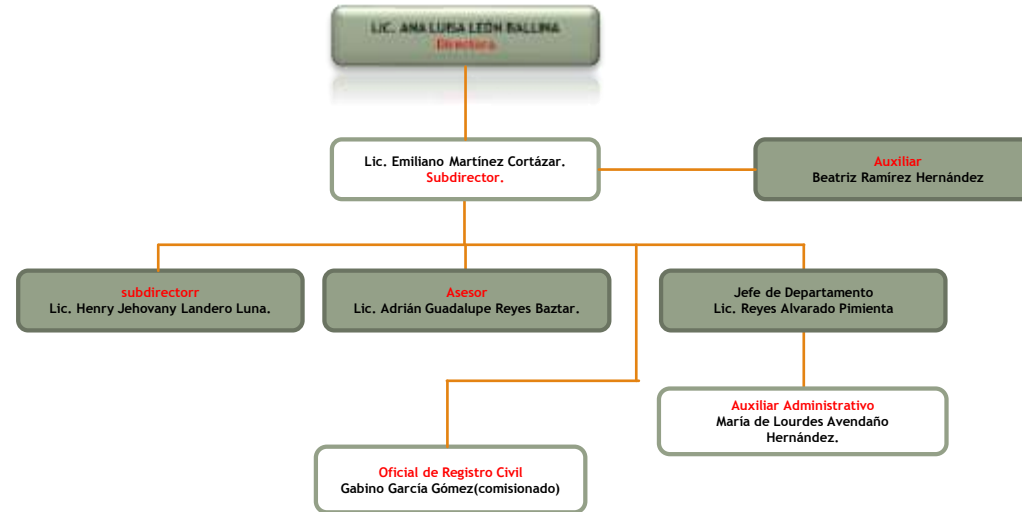 LIC. ANA LUISA LEÓN BALLINA
Directora
Lic. Emiliano Martínez Cortázar.
Subdirector.
Auxiliar
Beatriz Ramírez Hernández
subdirectorr
Lic. Henry Jehovany Landero Luna.
Asesor
Lic. Adrián Guadalupe Reyes Baztar.
Jefe de Departamento
Lic. Reyes Alvarado Pimienta
Auxiliar Administrativo
María de Lourdes Avendaño
Hernández.
Oficial de Registro Civil
Gabino García Gómez(comisionado)